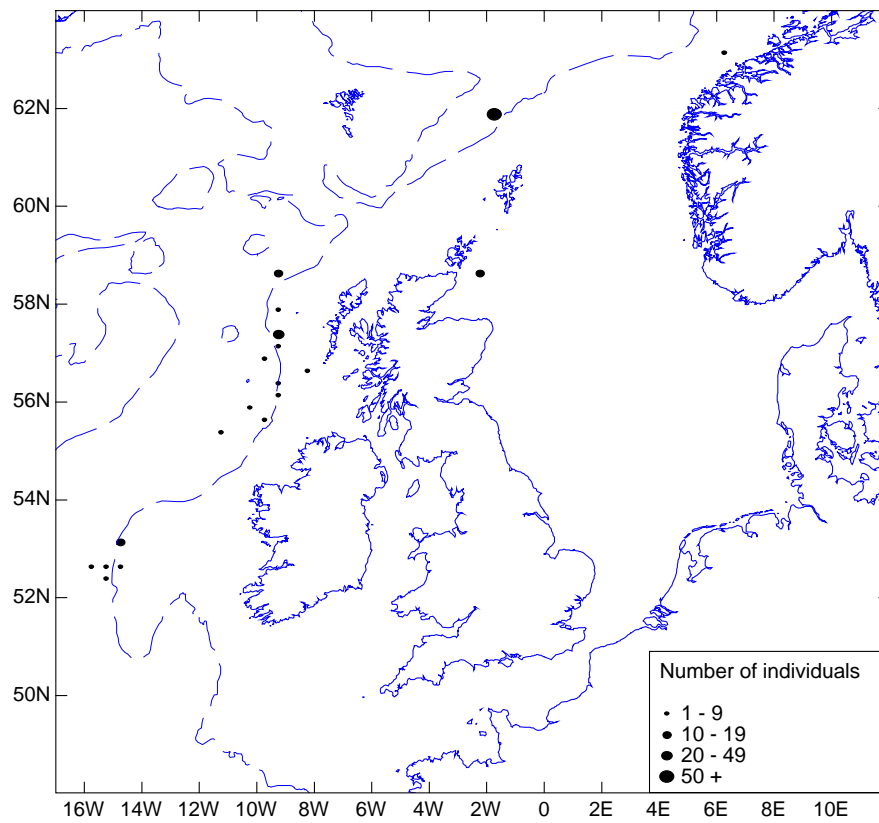 62N
60N
58N
56N
54N
52N
50N
Number of individuals
1 - 9
10 - 19
20 - 49
50 +
16W 14W 12W 10W 8W 6W 4W 2W 0 2E 4E 6E 8E 10E